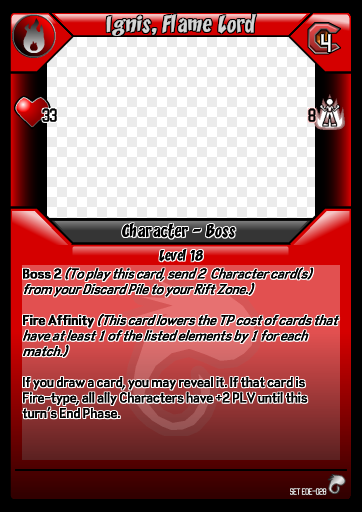 Ignis, Flame Lord
4
33
8
Character - Boss
Level 18
Boss 2 (To play this card, send 2 Character card(s)
from your Discard Pile to your Rift Zone.)
Fire Affinity (This card lowers the TP cost of cards that
have at least 1 of the listed elements by 1 for each
match.)
If you draw a card, you may reveal it. If that card is
Fire-type, all ally Characters have +2 PLV until this
turn's End Phase.
SET EOE-028